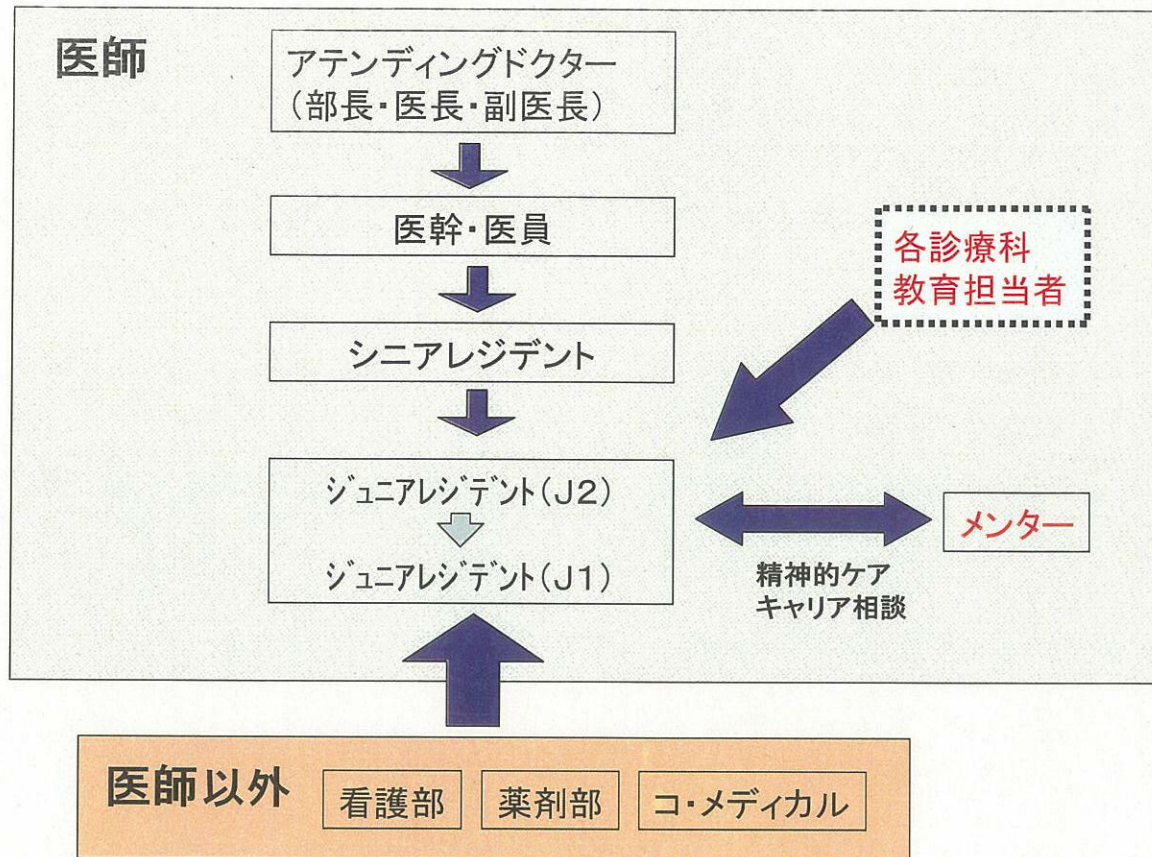 医師
アテンディングドクター
（部長・医長・副医長）
医幹・医員
シニアレジデント
各診療科
教育担当者
ジュニアレジデント（J2）
ジュニアレジデント（J1）
メンター
精神的ケア
キャリア相談
医師以外
看護部
薬剤部
コ・メディカル